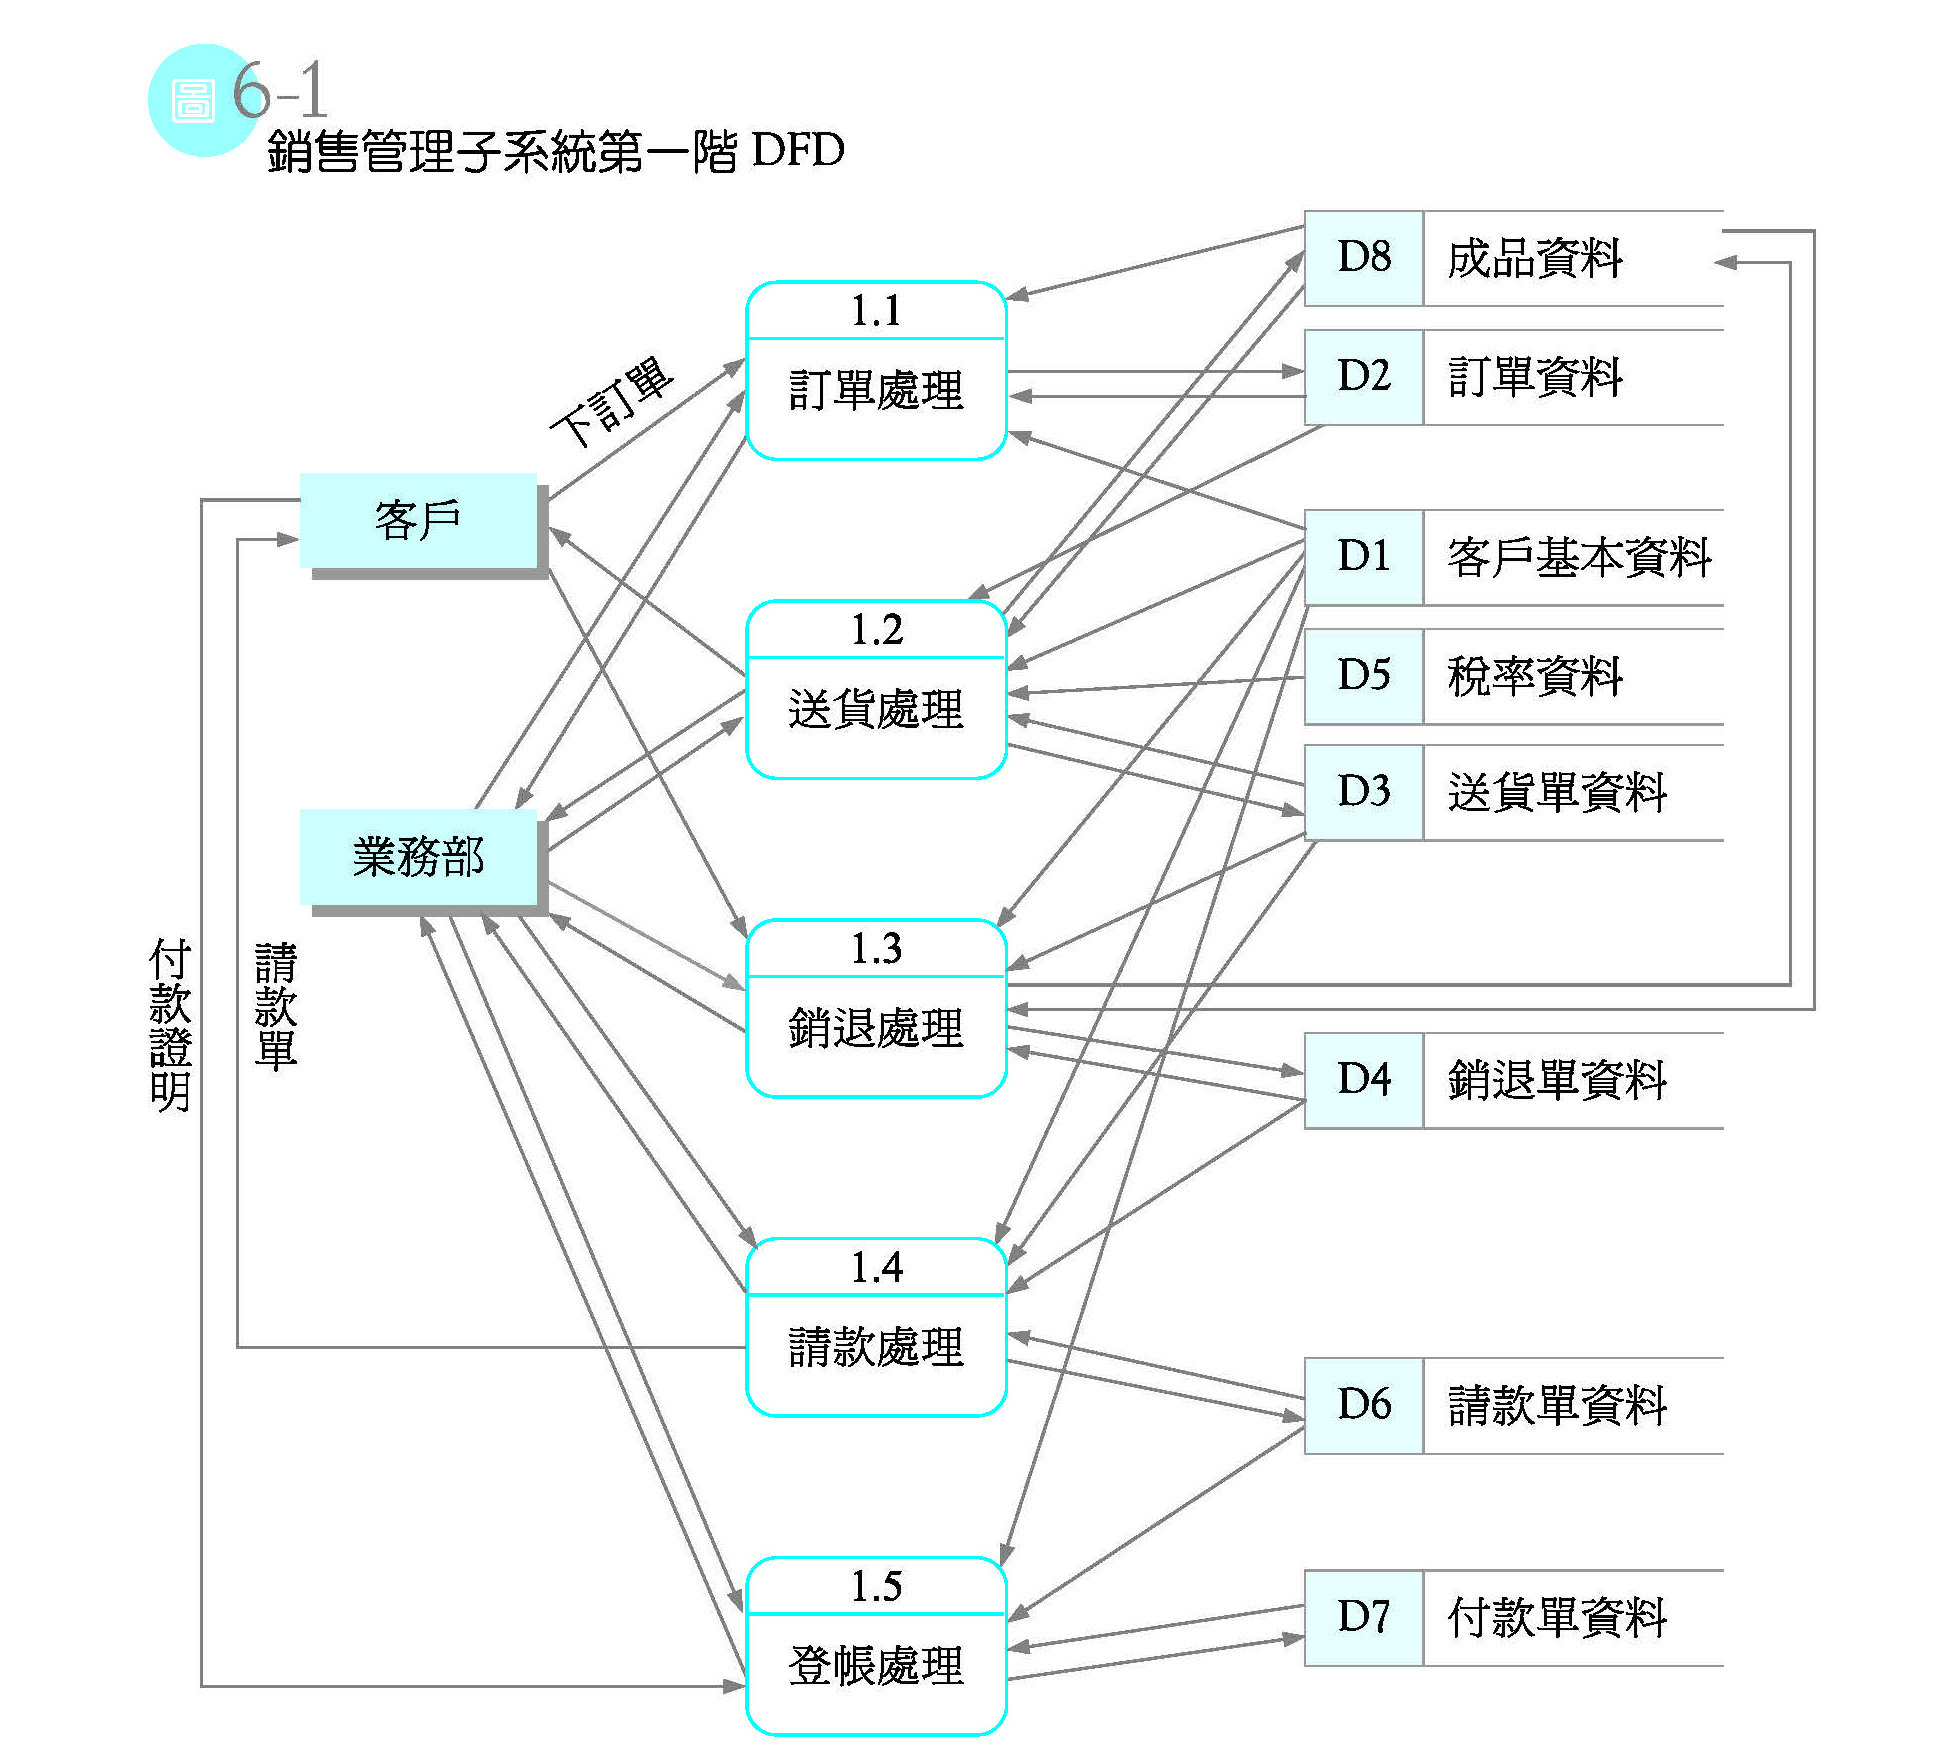 圖 6-1
銷售管理子系統第一階 DFD
D8 成品資料
1.1
訂單處理
下訂單
D2 訂單資料
客戶
D1 客戶基本資料
1.2
送貨處理
D5 稅率資料
D3 送貨單資料
業務部
付款證明
請款單
1.3
銷退處理
D4 銷退單資料
1.4
請款處理
D6 請款單資料
1.5
登帳處理
D7 付款單資料